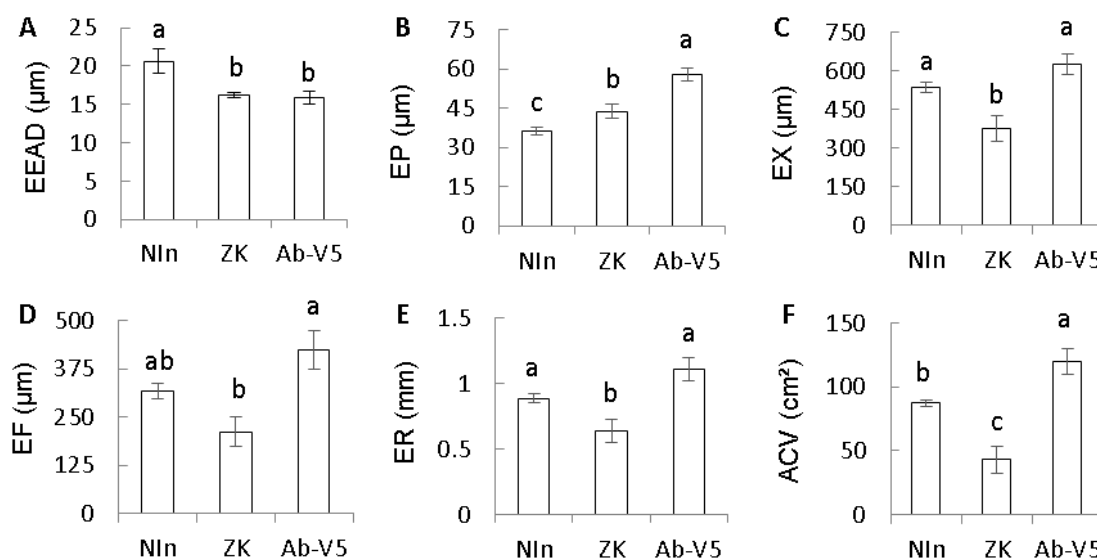 A
EEAD (µm)
25
20
15
10
5
0
a
b
b
NIn ZK Ab-V5
B
EP (µm)
75
60
45
30
15
0
c
b
a
NIn ZK Ab-V5
C
EX (µm)
750
600
450
300
150
0
a
b
a
NIn ZK Ab-V5
D
EF (µm)
500
375
250
125
0
ab
b
a
NIn ZK Ab-V5
E
ER (mm)
1.5
1
0.5
0
a
b
a
NIn ZK Ab-V5
F
ACV (cm²)
150
100
50
0
b
c
a
NIn ZK Ab-V5